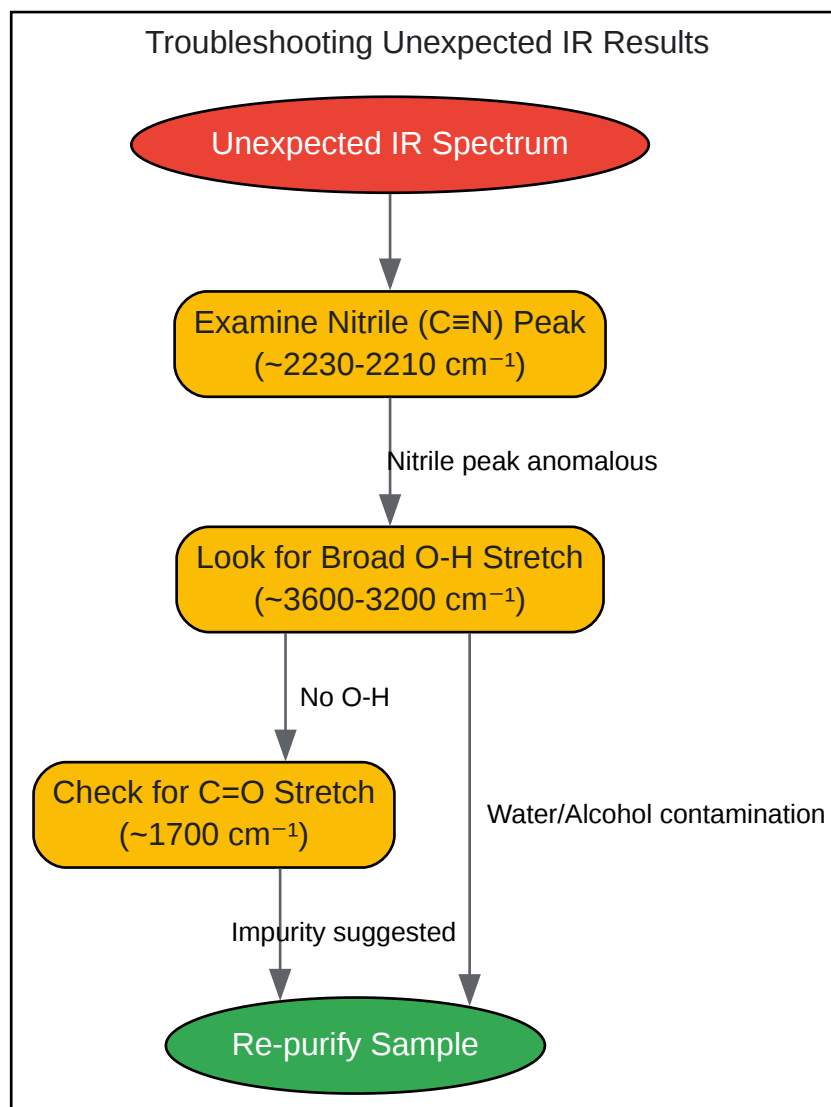 Troubleshooting Unexpected IR Results
Unexpected IR Spectrum
Examine Nitrile (C≡N) Peak
(~2230-2210 cm⁻¹)
Nitrile peak anomalous
Look for Broad O-H Stretch
(~3600-3200 cm⁻¹)
No O-H
Check for C=O Stretch
(~1700 cm⁻¹)
Water/Alcohol contamination
Impurity suggested
Re-purify Sample